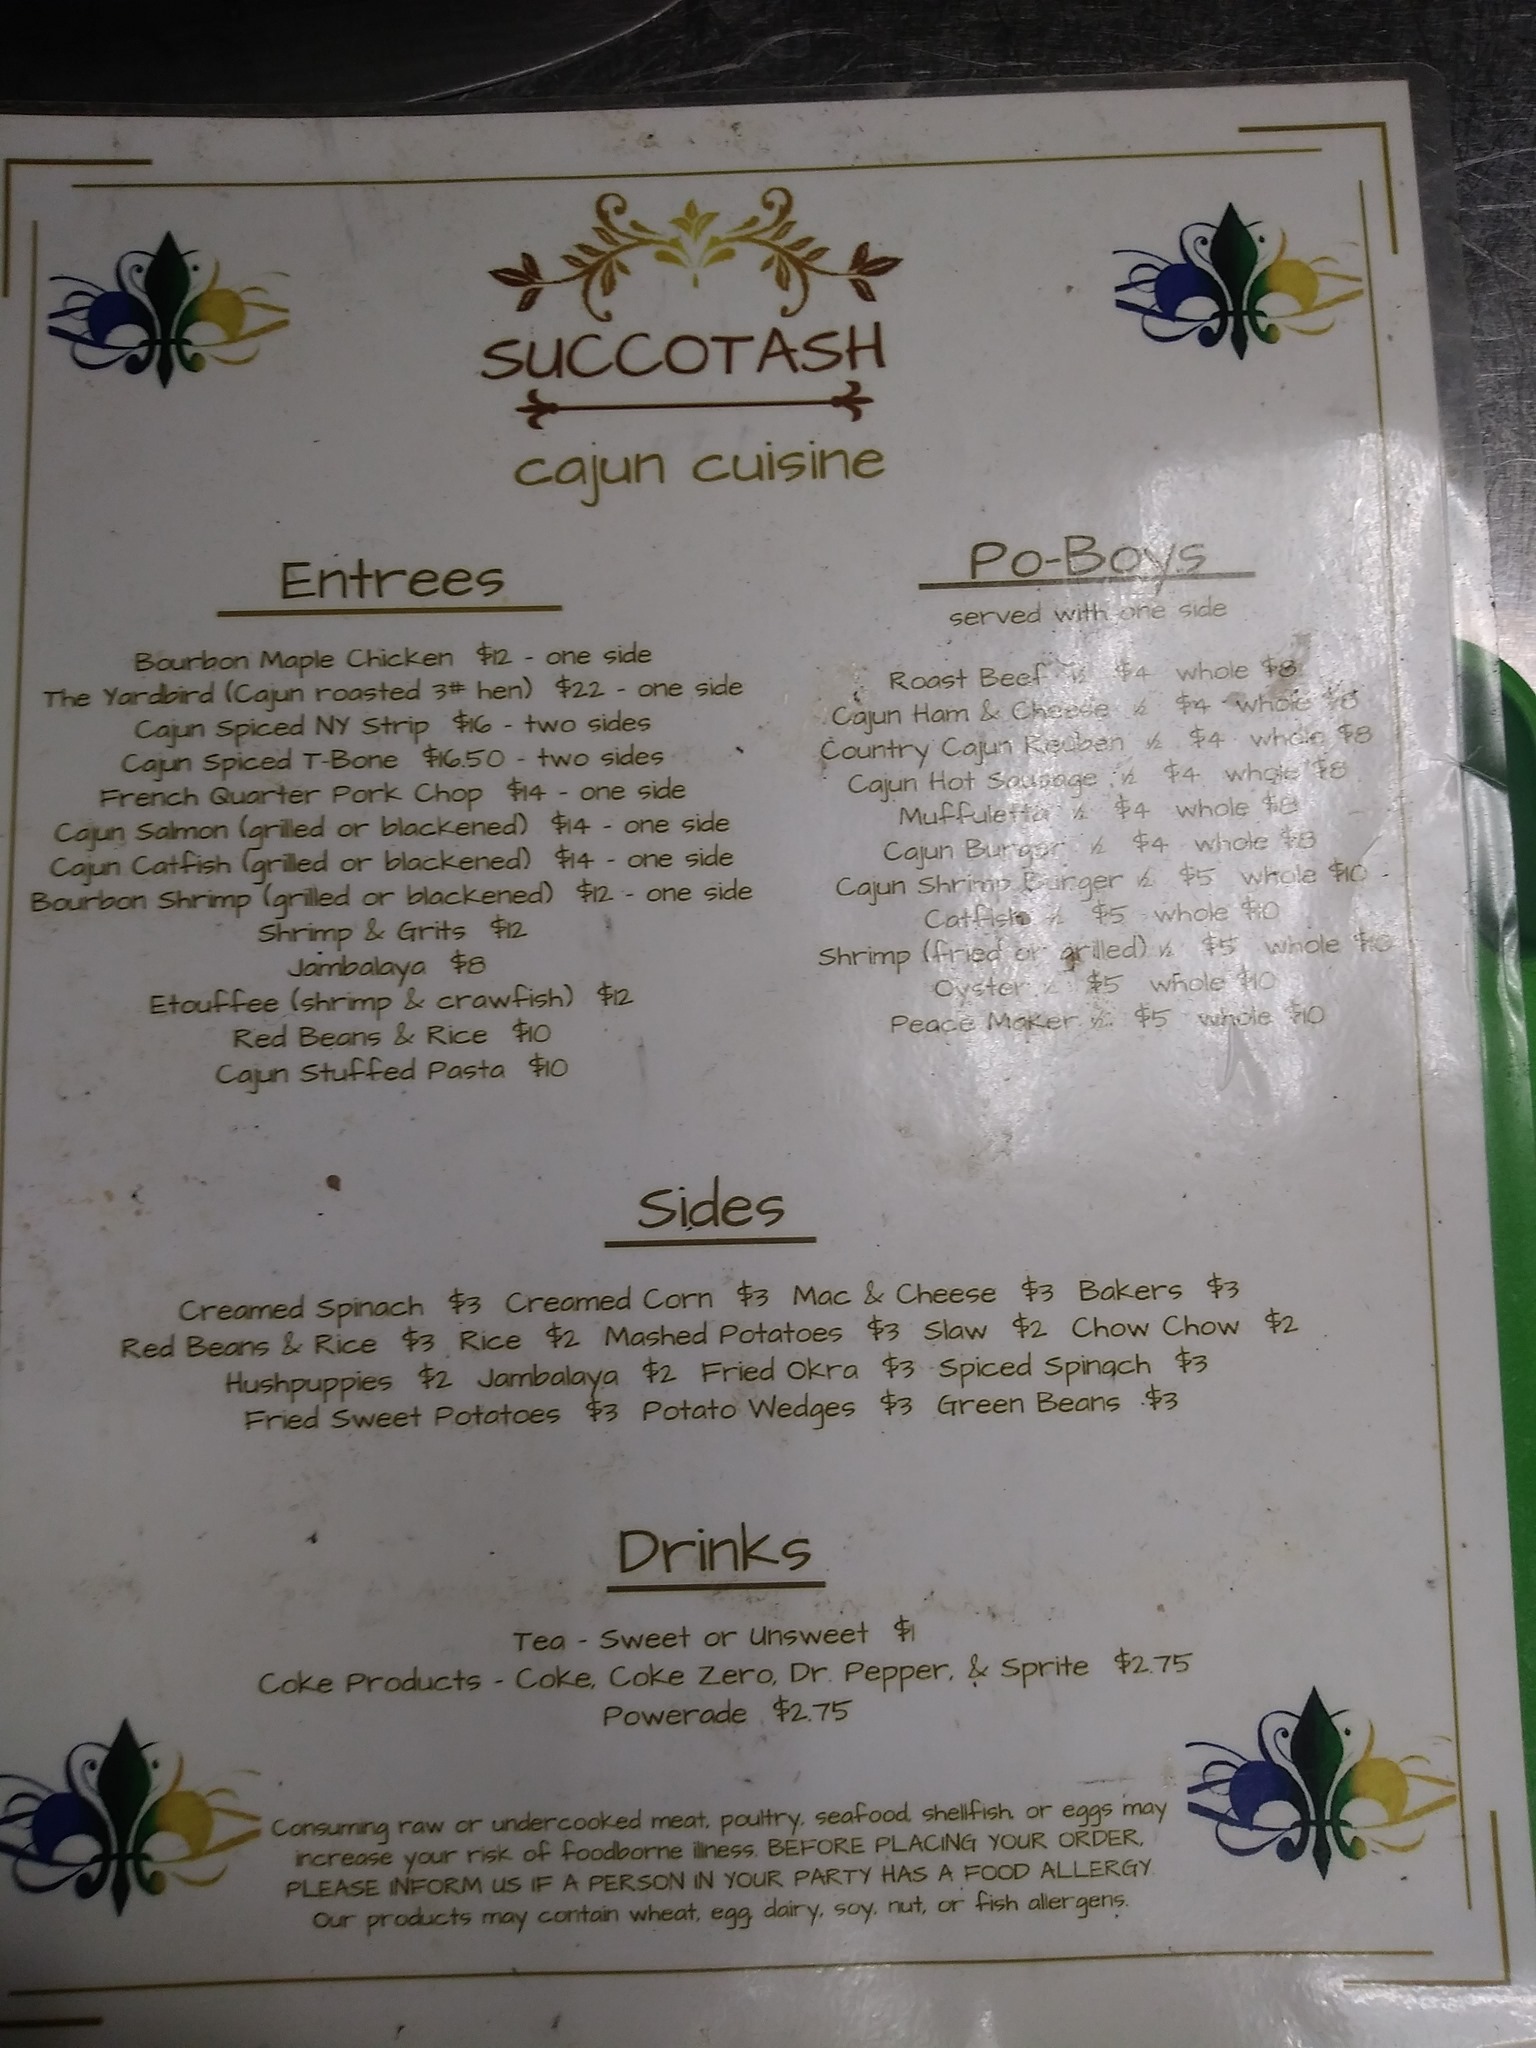 SUCCOTASH
cajun cuisine
Entrees
Bourbon Maple Chicken $12 - one side
The Yardbird (Cajun roasted 3# hen) $22 - one side
Cajun Spiced NY Strip $16 - two sides
Cajun Spiced T-Bone $16.50 - two sides
French Quarter Pork Chop $14 - one side
Cajun Salmon (grilled or blackened) $14 - one side
Cajun Catfish (grilled or blackened) $14 - one side
Bourbon Shrimp (grilled or blackened) $12 - one side
Shrimp & Grits $12
Jambalaya $8
Etouffee (shrimp & crawfish) $12
Red Beans & Rice $10
Cajun Stuffed Pasta $10
Po-Boys
served with one side
Roast Beef ½ $4 whole $8
Cajun Ham & Cheese ½ $4 whole $8
Country Cajun Reuben ½ $4 whole $8
Cajun Hot Sausage ½ $4 whole $8
Muffuletta ½ $4 whole $8
Cajun Burger ½ $4 whole $8
Cajun Shrimp Burger ½ $5 whole $10
Catfish ½ $5 whole $10
Shrimp (fried or grilled) ½ $5 whole $10
Oyster ½ $5 whole $10
Peace Maker ½ $5 whole $10
Sides
Creamed Spinach $3 Creamed Corn $3 Mac & Cheese $3 Bakers $3
Red Beans & Rice $3 Rice $2 Mashed Potatoes $3 Slaw $2 Chow Chow $2
Hushpuppies $2 Jambalaya $2 Fried Okra $3 Spiced Spinach $3
Fried Sweet Potatoes $3 Potato Wedges $3 Green Beans $3
Drinks
Tea - Sweet or Unsweet $1
Coke Products - Coke, Coke Zero, Dr. Pepper, & Sprite $2.75
Powerade $2.75
Consuming raw or undercooked meat, poultry, seafood, shellfish, or eggs may
increase your risk of foodborne illness. BEFORE PLACING YOUR ORDER,
PLEASE INFORM US IF A PERSON IN YOUR PARTY HAS A FOOD ALLERGY.
Our products may contain wheat, egg, dairy, soy, nut, or fish allergens.